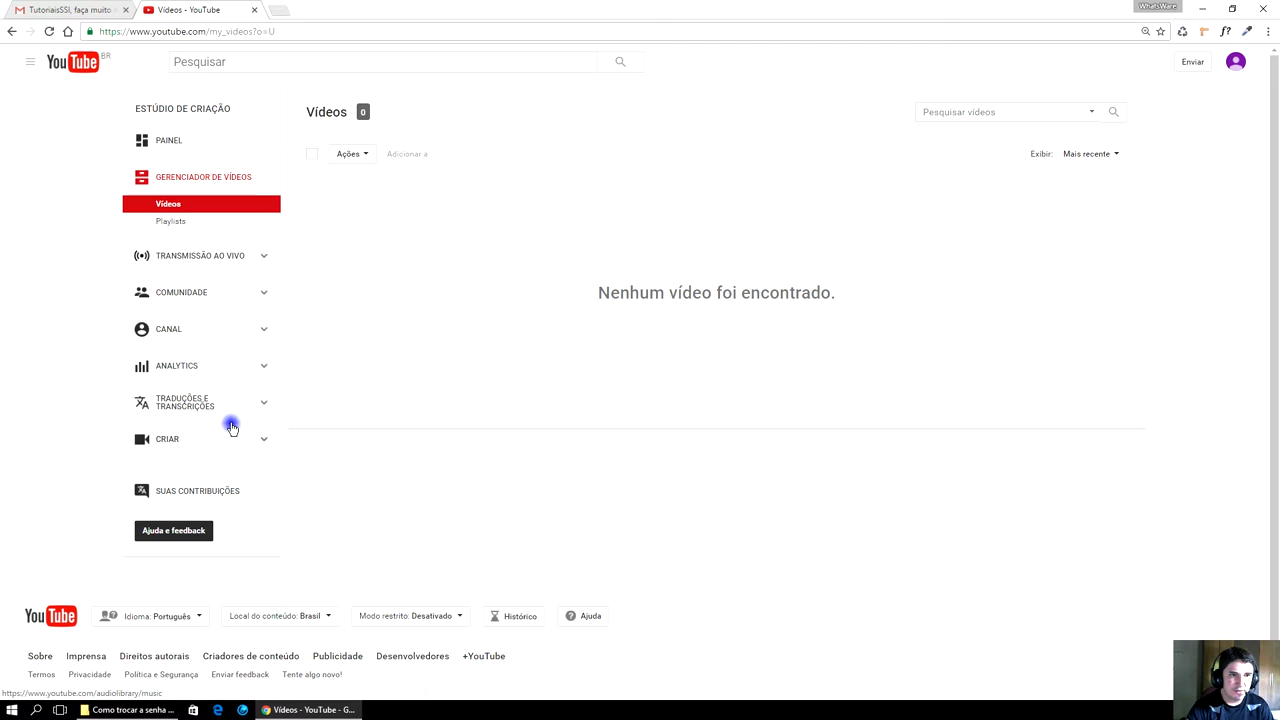 WhatsWare
TutoriaisSSI, faça muito
Vídeos - YouTube
https://www.youtube.com/my_videos?o=U
YouTube BR
Pesquisar
Enviar
ESTÚDIO DE CRIAÇÃO
Vídeos 0
Pesquisar vídeos
PAINEL
Ações
Adicionar a
Exibir: Mais recente
GERENCIADOR DE VÍDEOS
Vídeos
Playlists
TRANSMISSÃO AO VIVO
COMUNIDADE
Nenhum vídeo foi encontrado.
CANAL
ANALYTICS
TRADUÇÕES E
TRANSCRIÇÕES
CRIAR
SUAS CONTRIBUIÇÕES
Ajuda e feedback
YouTube
Idioma: Português
Local do conteúdo: Brasil
Modo restrito: Desativado
Histórico
Ajuda
Sobre Imprensa Direitos autorais Criadores de conteúdo Publicidade Desenvolvedores +YouTube
Termos Privacidade Política e Segurança Enviar feedback Tente algo novo!
https://www.youtube.com/audiolibrary/music
Como trocar a senha ...
Vídeos - YouTube - G...